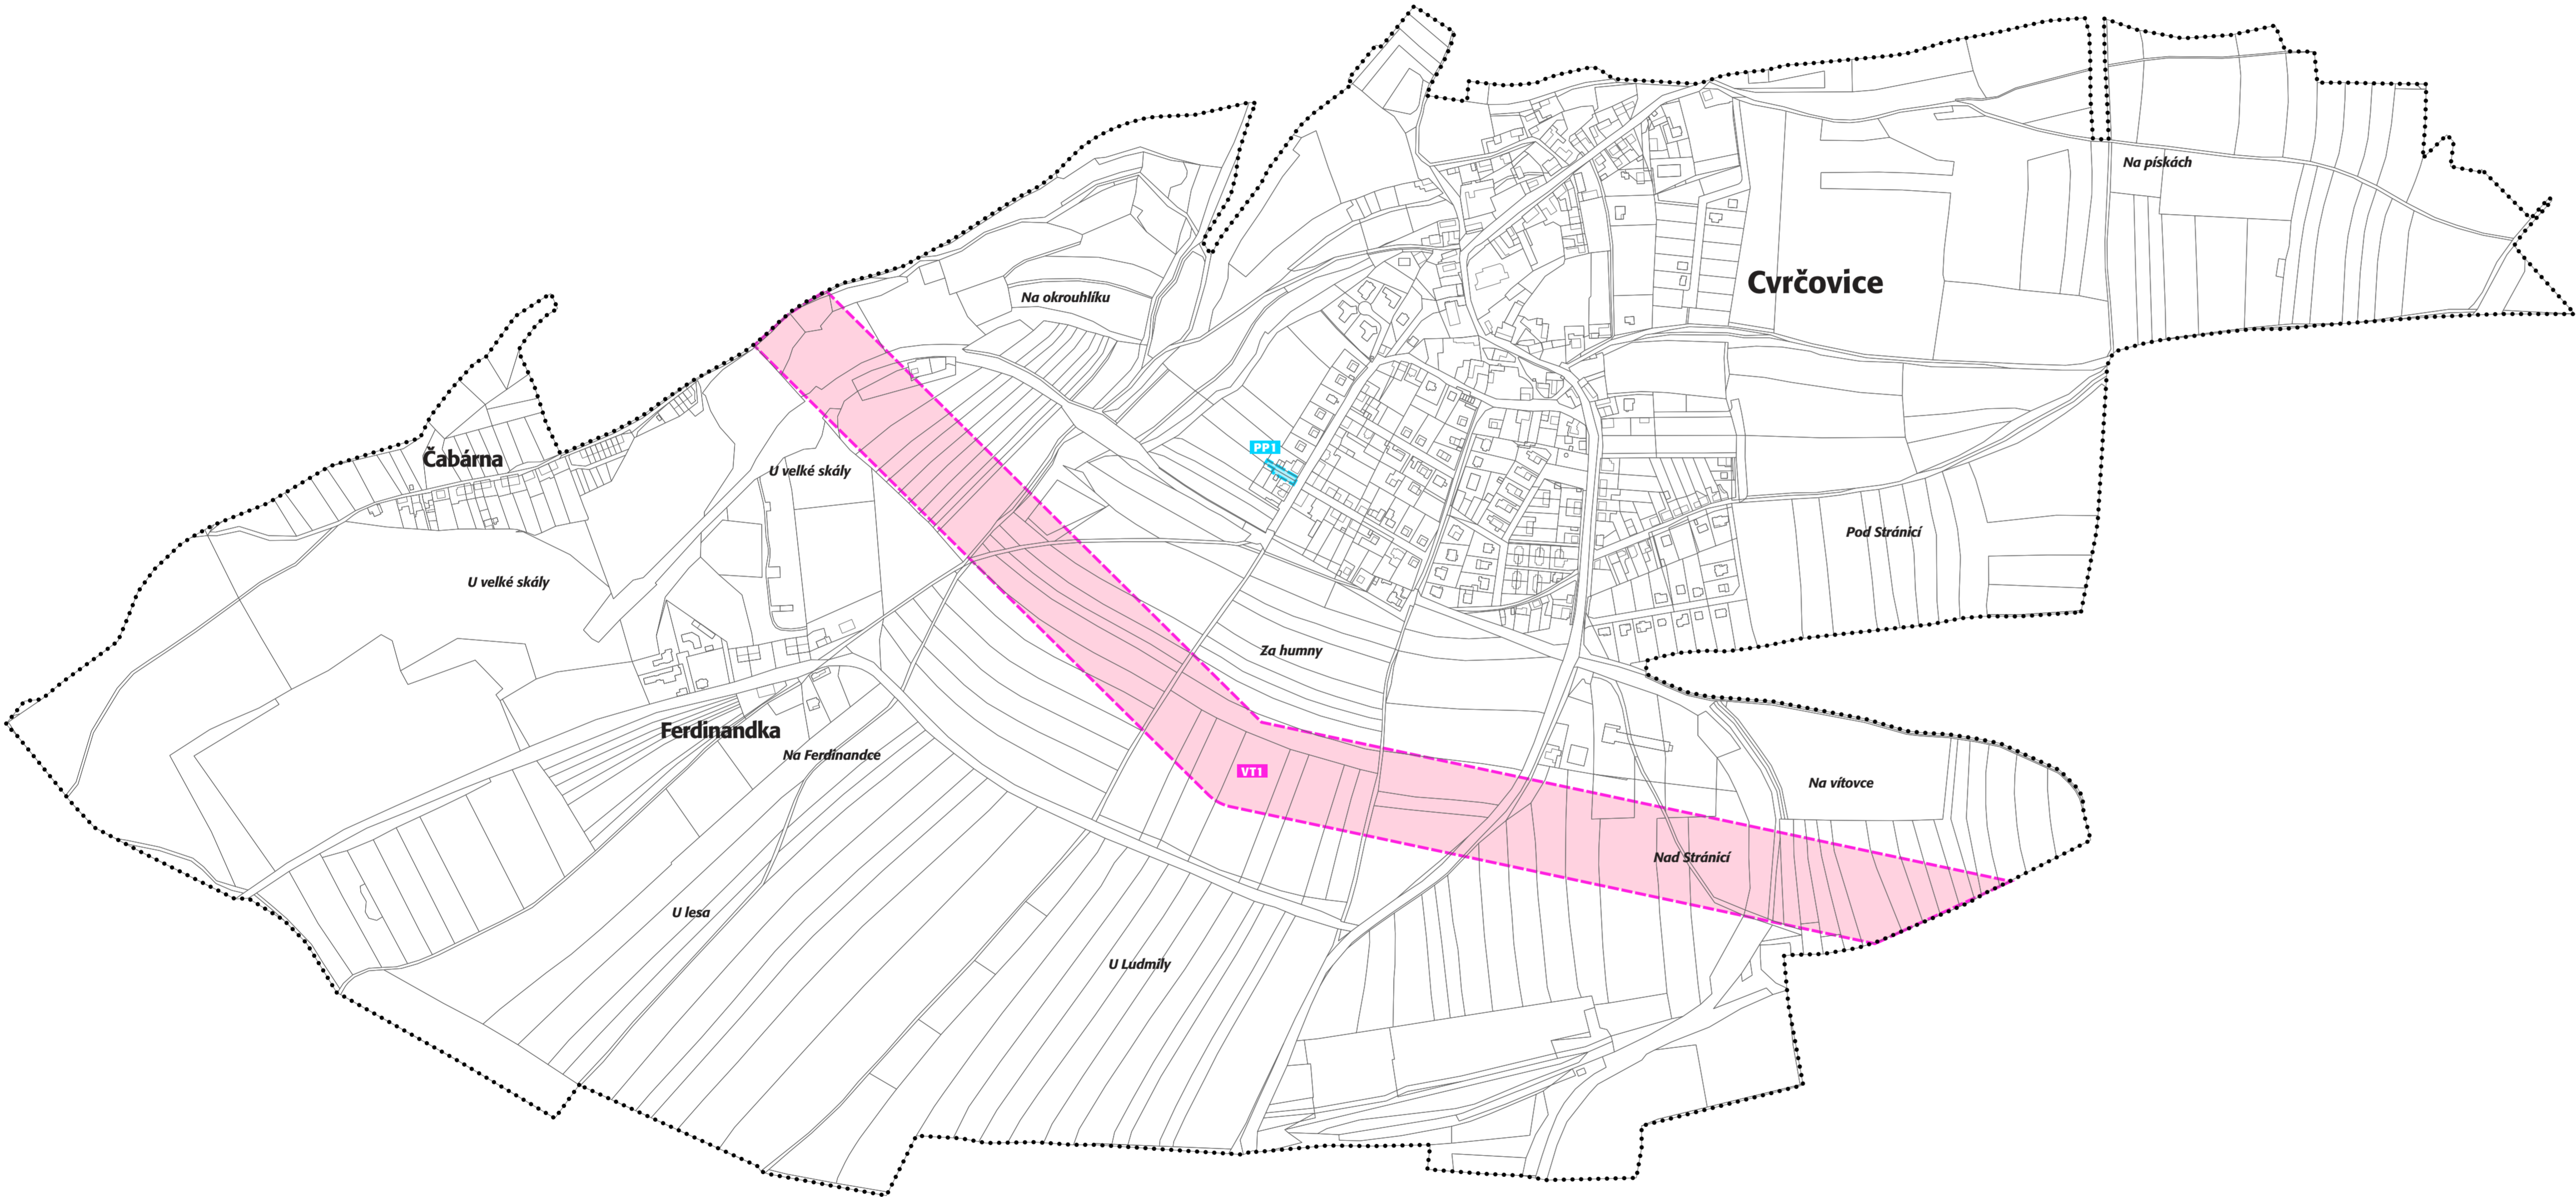 Na pískách
Cvrčovice
Na okrouhlíku
PP1
Čabárna
U velké skály
Pod Stránicí
U velké skály
Za humny
Ferdinandka
Na Ferdinandce
VT1
Na vítovce
Nad Stránicí
U lesa
U Ludmily